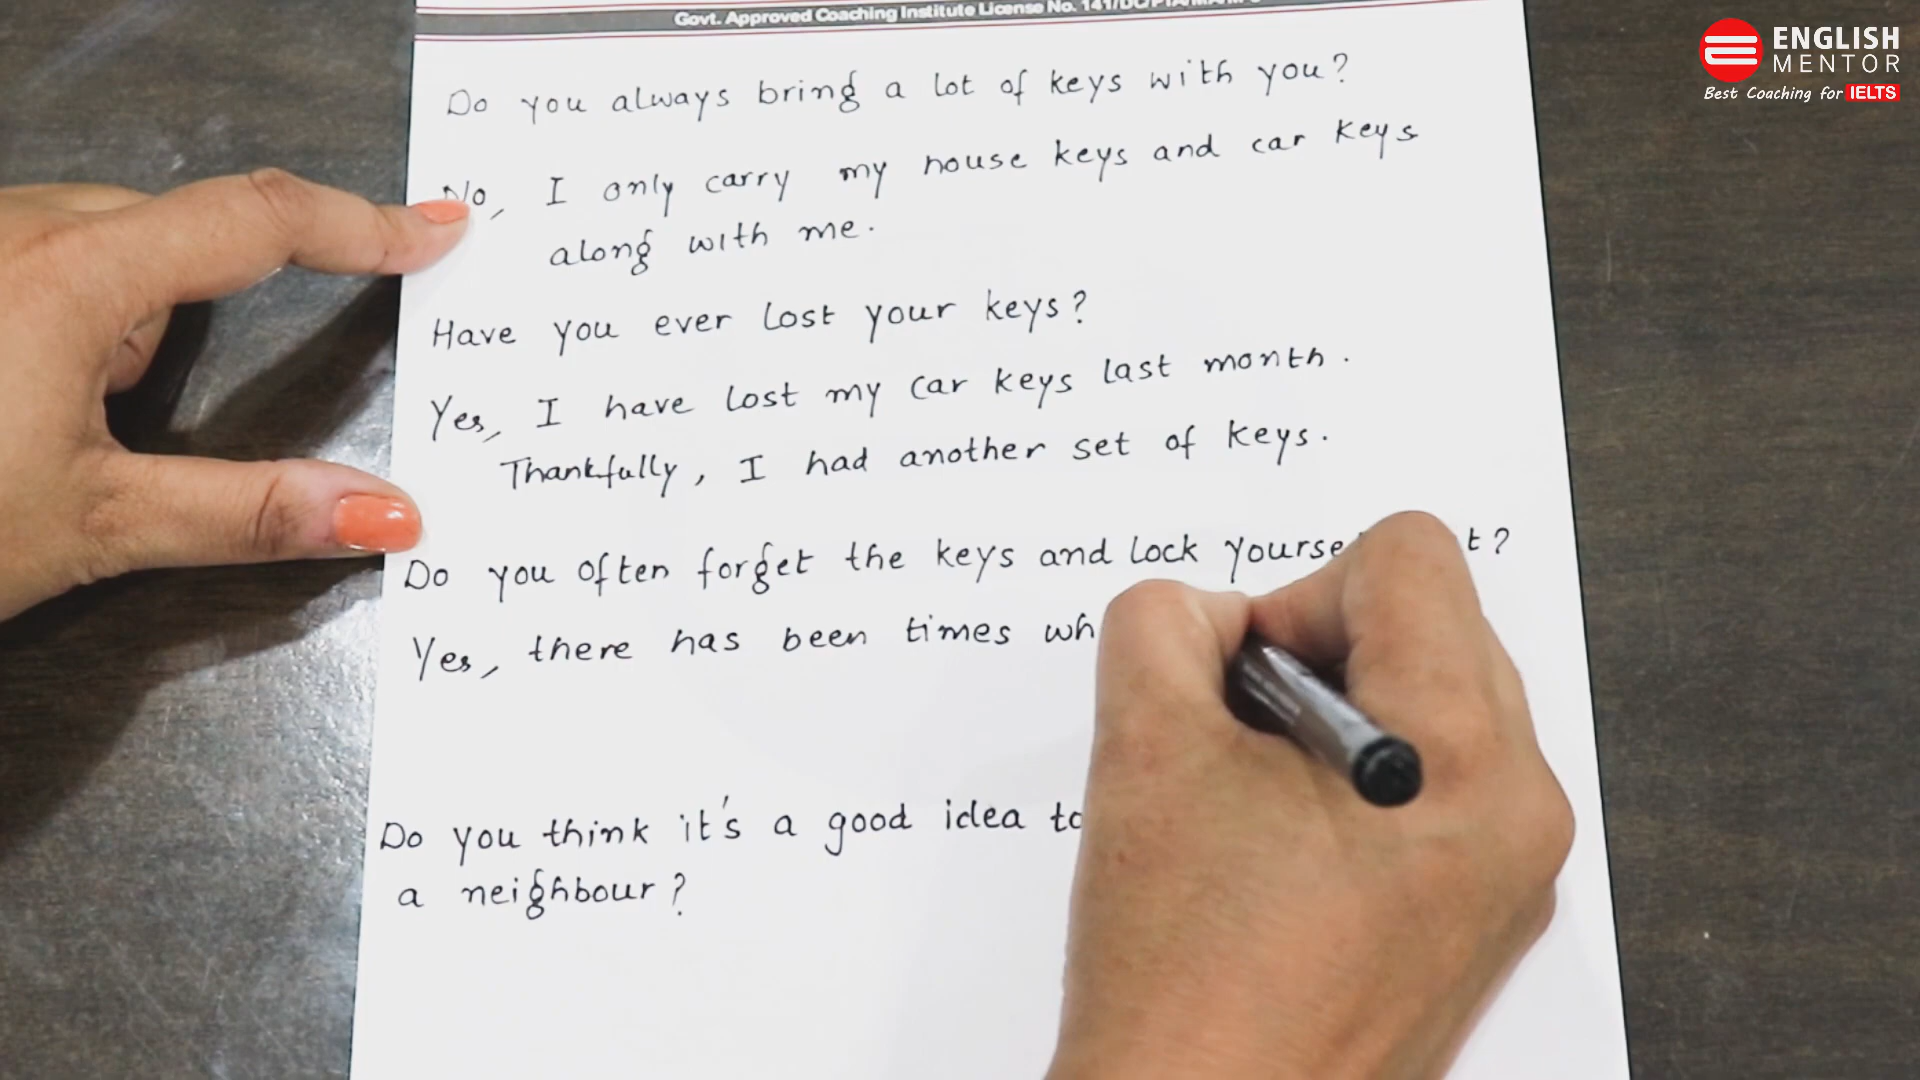 Govt. Approved Coaching Institute License No.
ENGLISH
MENTOR
Best Coaching for IELTS
Do you always bring a lot of keys with you?
No, I only carry my house keys and car keys
along with me.
Have you ever lost your keys?
Yes, I have lost my car keys last month.
Thankfully, I had another set of keys.
Do you often forget the keys and lock
Yes, there has been times
Do you think it's a good idea
a neighbour?